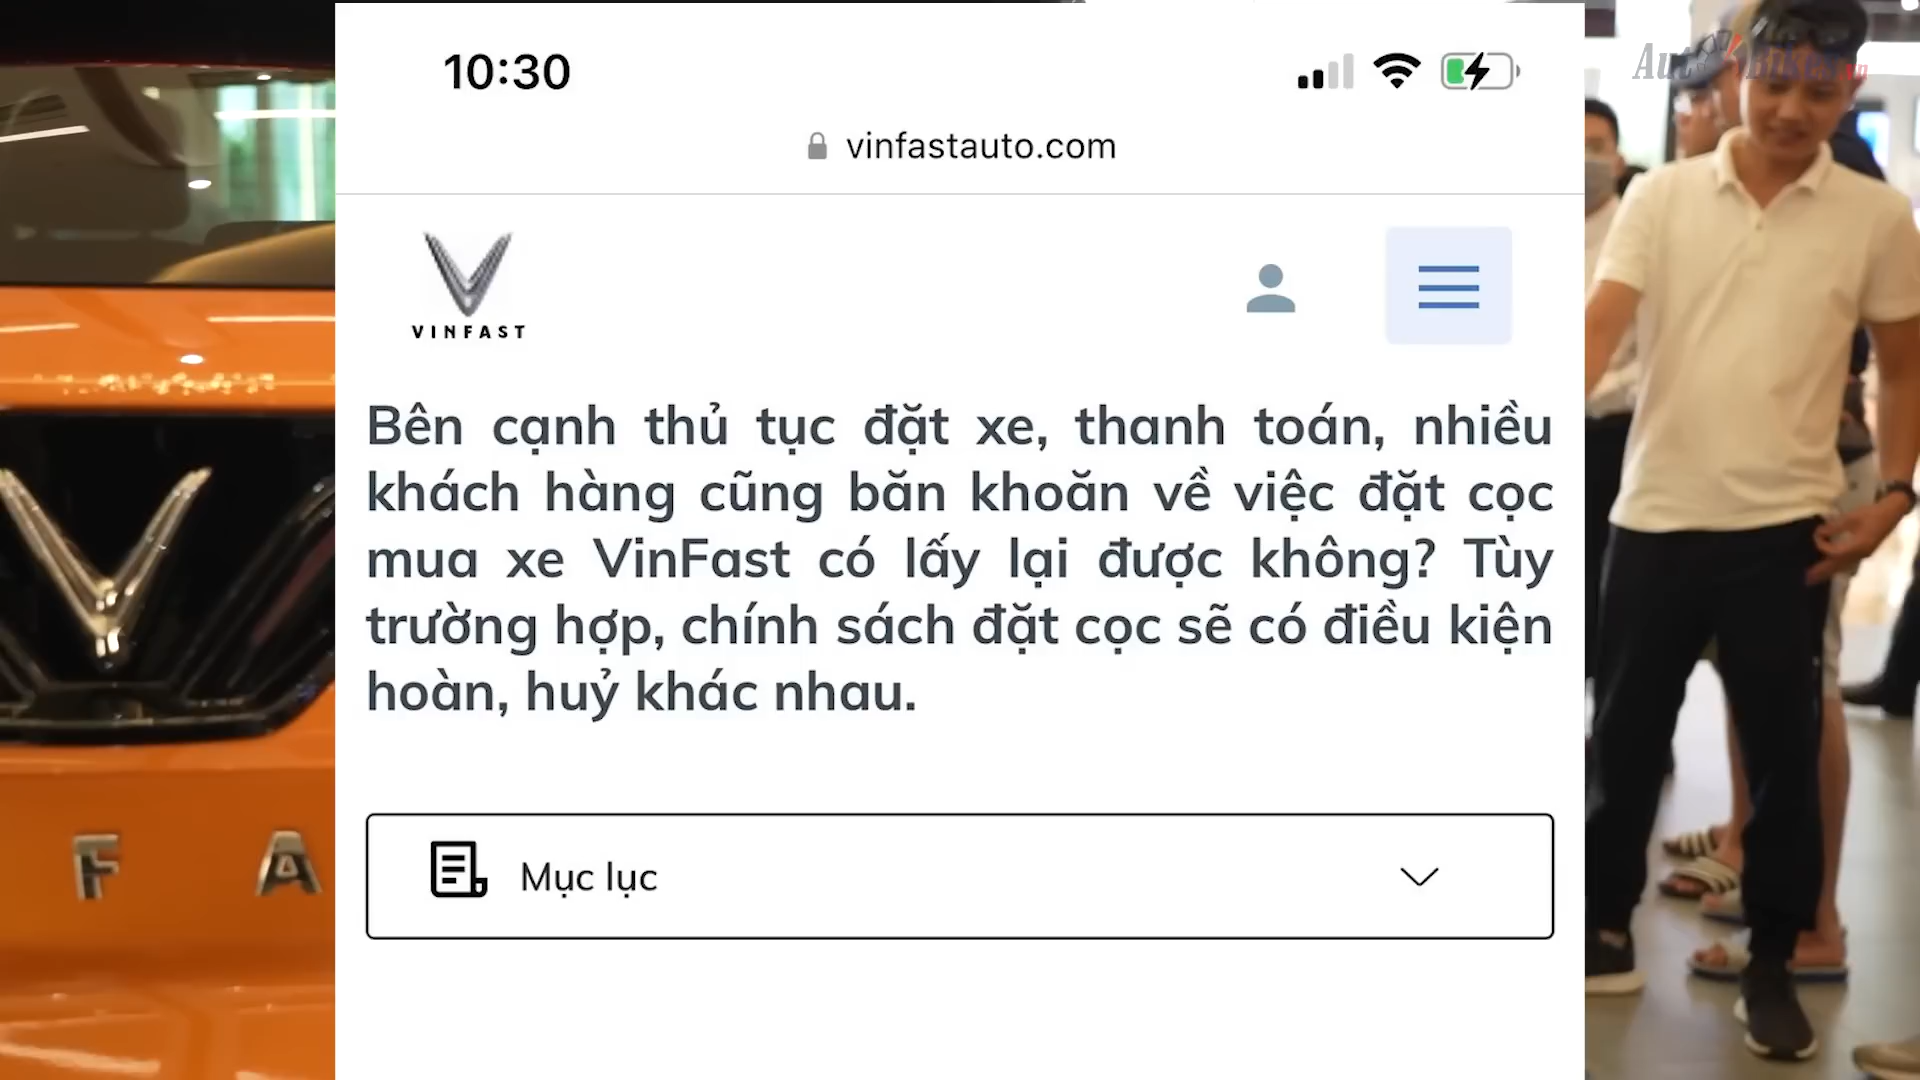 10:30
vinfastauto.com
VINFAST
Bên cạnh thủ tục đặt xe, thanh toán, nhiều
khách hàng cũng băn khoăn về việc đặt cọc
mua xe VinFast có lấy lại được không? Tùy
trường hợp, chính sách đặt cọc sẽ có điều kiện
hoàn, huỷ khác nhau.
Mục lục
F A